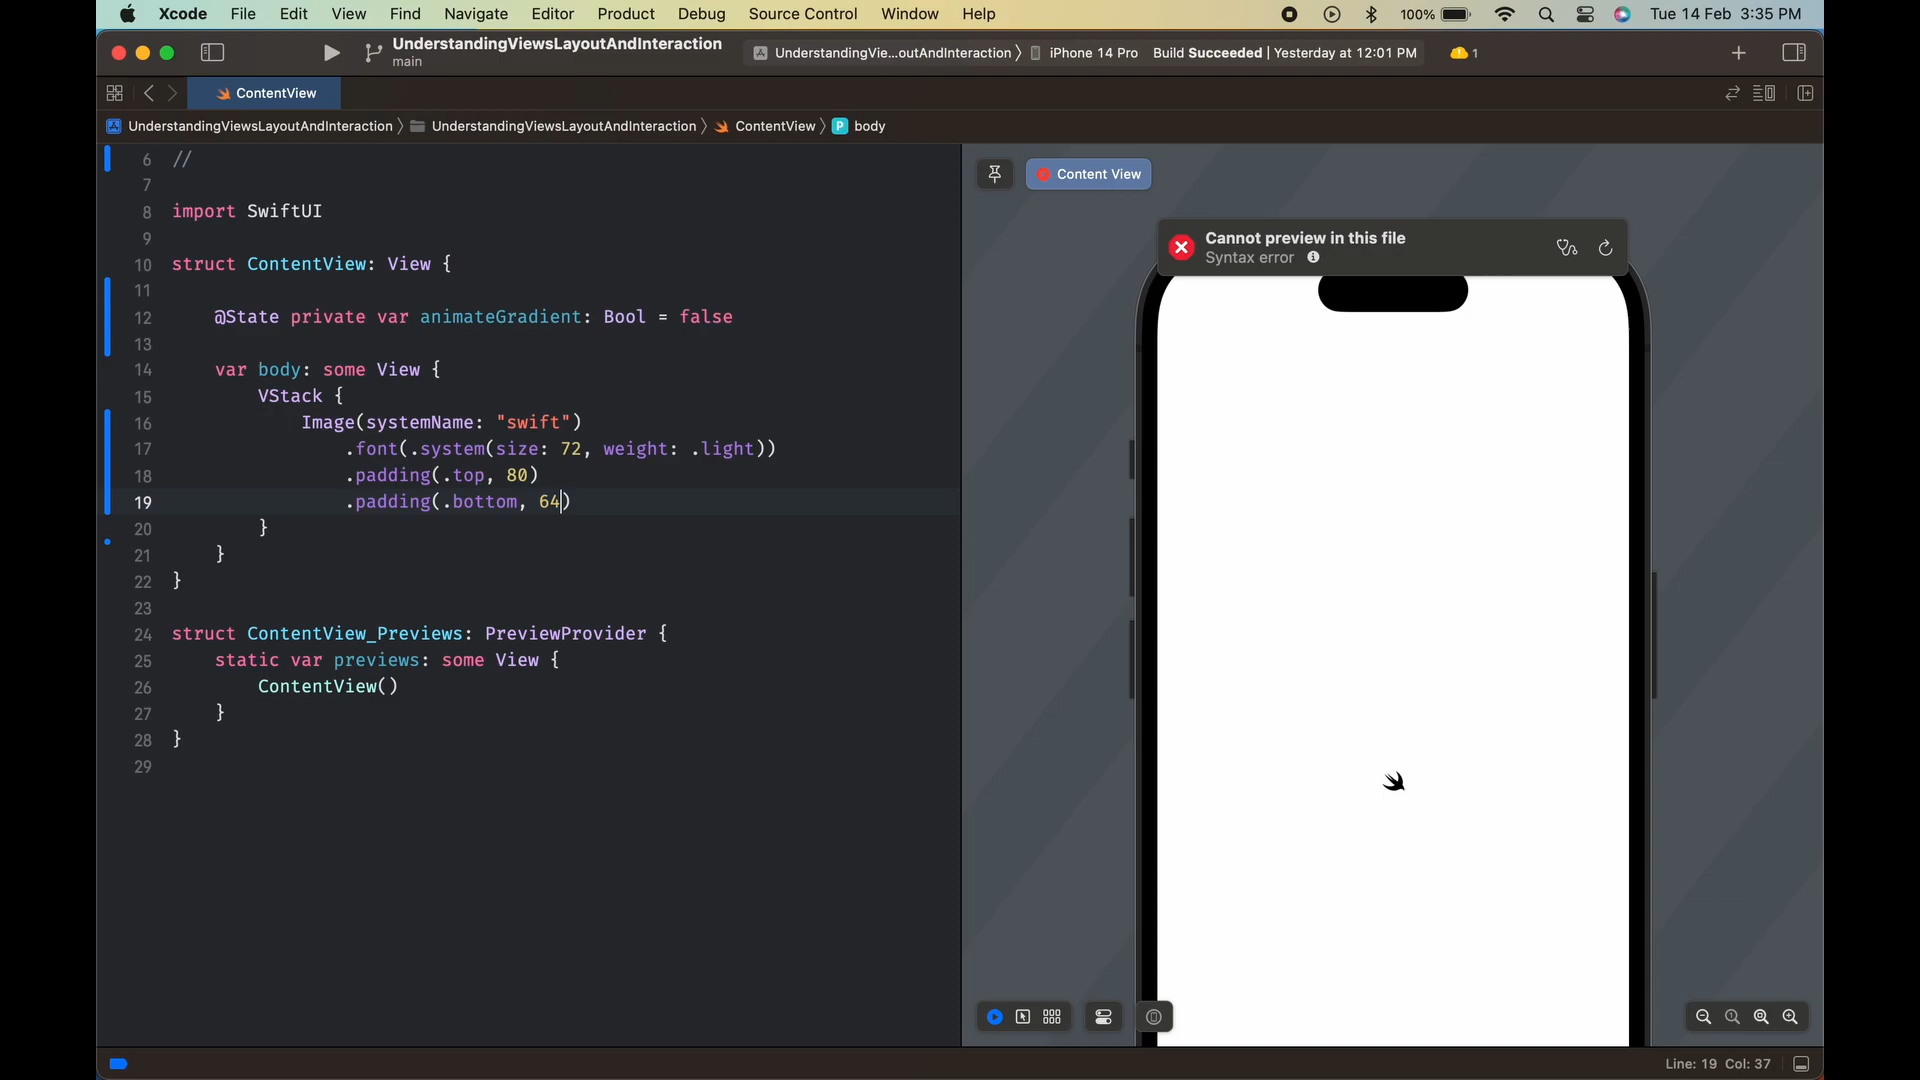 Xcode File Edit View Find Navigate Editor Product Debug Source Control Window Help 100% Tue 14 Feb 3:35 PM
UnderstandingViewsLayoutAndInteraction
main
UnderstandingVie...outAndInteraction 〉 iPhone 14 Pro Build Succeeded | Yesterday at 12:01 PM 1
ContentView
UnderstandingViewsLayoutAndInteraction 〉 UnderstandingViewsLayoutAndInteraction 〉 ContentView 〉 P body
6 //
7
8 import SwiftUI
9
10 struct ContentView: View {
11
12 @State private var animateGradient: Bool = false
13
14 var body: some View {
15 VStack {
16 Image(systemName: "swift")
17 .font(.system(size: 72, weight: .light))
18 .padding(.top, 80)
19 .padding(.bottom, 64)
20 }
21 }
22 }
23
24 struct ContentView_Previews: PreviewProvider {
25 static var previews: some View {
26 ContentView()
27 }
28 }
29
Content View
Cannot preview in this file
Syntax error
Line: 19 Col: 37